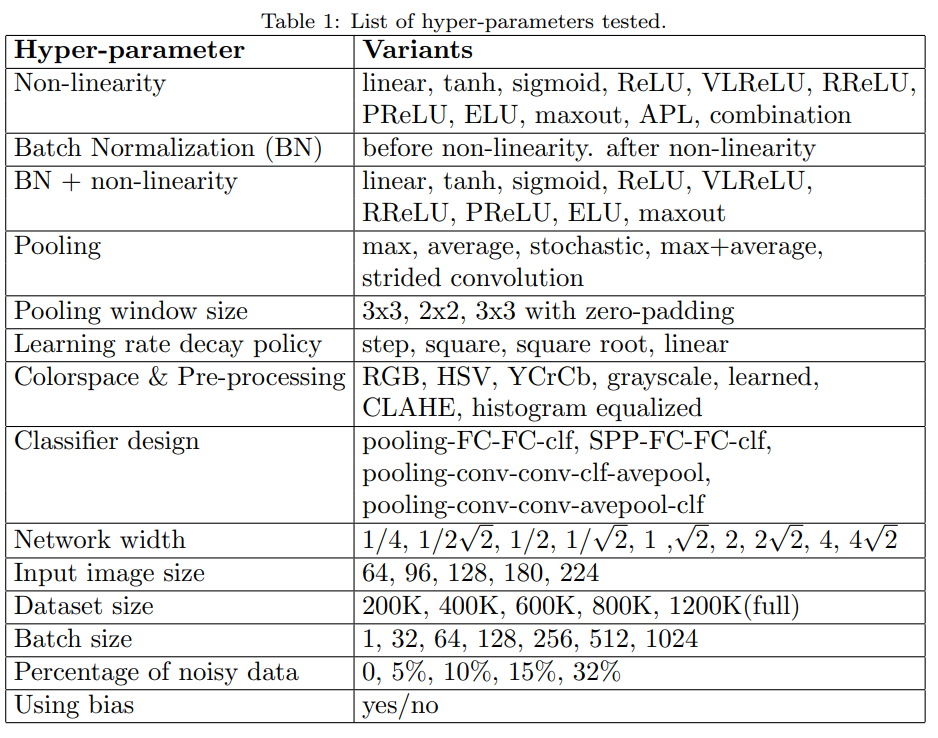 Table 1: List of hyper-parameters tested.
Hyper-parameter Variants
Non-linearity linear, tanh, sigmoid, ReLU, VLReLU, RReLU,
PReLU, ELU, maxout, APL, combination
Batch Normalization (BN) before non-linearity. after non-linearity
BN + non-linearity linear, tanh, sigmoid, ReLU, VLReLU,
RReLU, PReLU, ELU, maxout
Pooling max, average, stochastic, max+average,
strided convolution
Pooling window size 3x3, 2x2, 3x3 with zero-padding
Learning rate decay policy step, square, square root, linear
Colorspace & Pre-processing RGB, HSV, YCrCb, grayscale, learned,
CLAHE, histogram equalized
Classifier design pooling-FC-FC-clf, SPP-FC-FC-clf,
pooling-conv-conv-clf-avepool,
pooling-conv-conv-avepool-clf
Network width 1/4, 1/2√2, 1/2, 1/√2, 1 ,√2, 2, 2√2, 4, 4√2
Input image size 64, 96, 128, 180, 224
Dataset size 200K, 400K, 600K, 800K, 1200K(full)
Batch size 1, 32, 64, 128, 256, 512, 1024
Percentage of noisy data 0, 5%, 10%, 15%, 32%
Using bias yes/no